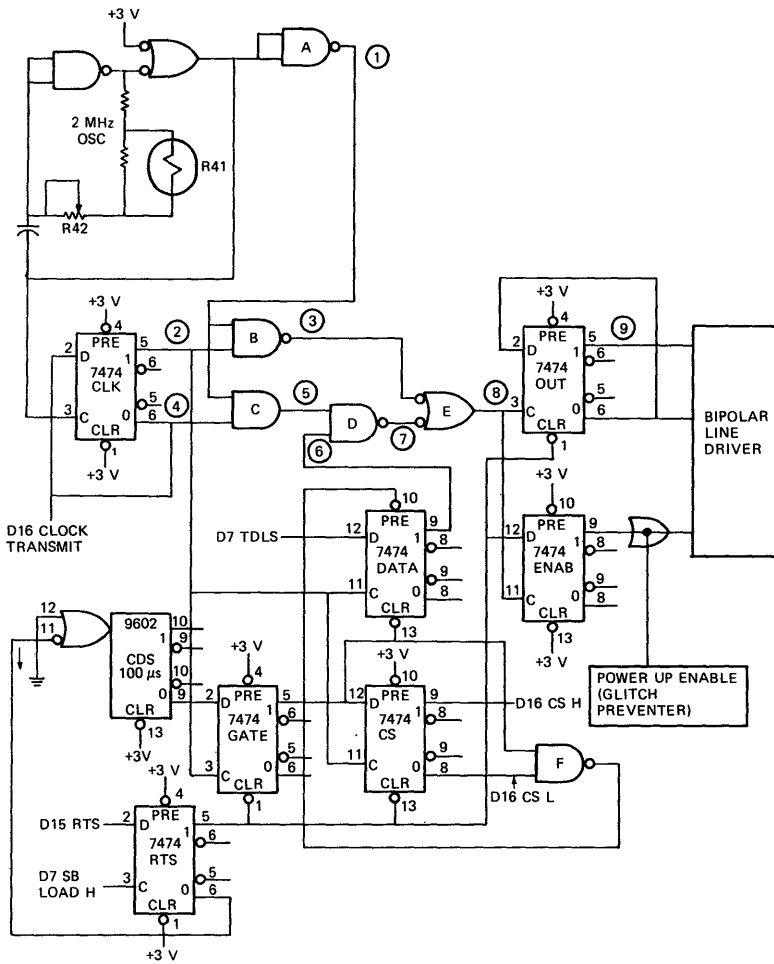 +3 V
A
1
2 MHz
OSC
R41
R42
+3 V
4
2
D
PRE
5
1
6
7474
CLK
5
0
6
3
C
CLR
1
+3 V
D16 CLOCK
TRANSMIT
2
B
3
4
C
5
D
6
7
E
8
+3 V
4
2
D
PRE
5
1
6
7474
OUT
5
0
6
3
C
CLR
1
9
BIPOLAR
LINE
DRIVER
+3 V
10
12
D
PRE
9
1
8
7474
ENAB
9
0
8
11
C
CLR
13
+3 V
POWER UP ENABLE
(GLITCH
PREVENTER)
D7 TDLS
10
12
D
PRE
9
1
8
7474
DATA
9
0
8
11
C
CLR
13
12
11
9602
10
1
9
CDS
100 µs
10
0
9
CLR
13
+3V
+3 V
4
2
D
PRE
5
1
6
7474
GATE
5
0
6
3
C
CLR
1
+3 V
10
12
D
PRE
9
1
8
7474
CS
9
0
8
11
C
CLR
13
D16 CS H
F
D16 CS L
+3 V
4
D15 RTS
2
D
PRE
5
1
6
7474
RTS
5
0
6
D7 SB
LOAD H
3
C
CLR
1
+3 V